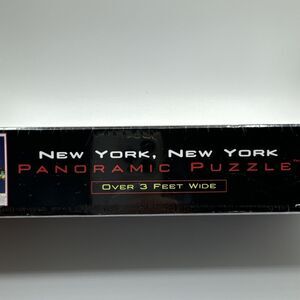 New York, New York
Panoramic Puzzle
Over 3 Feet Wide